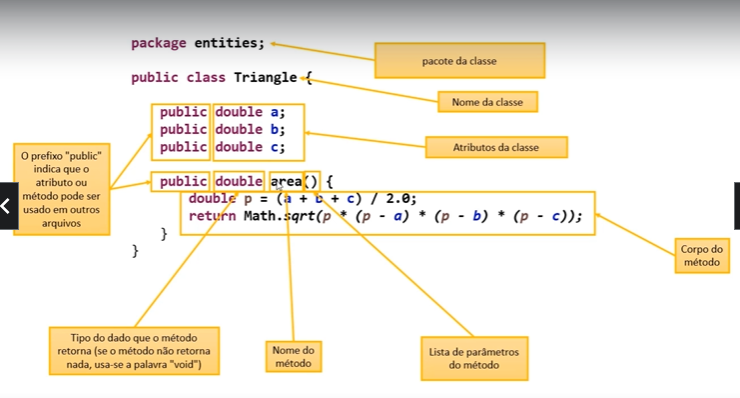 package entities;
pacote da classe
public class Triangle {
Nome da classe
public double a;
public double b;
public double c;
Atributos da classe
O prefixo "public"
indica que o
atributo ou
método pode ser
usado em outros
arquivos
public double area() {
double p = (a + b + c) / 2.0;
return Math.sqrt(p * (p - a) * (p - b) * (p - c));
}
}
Corpo do
método
Tipo do dado que o método
retorna (se o método não retorna
nada, usa-se a palavra "void")
Nome do
método
Lista de parâmetros
do método